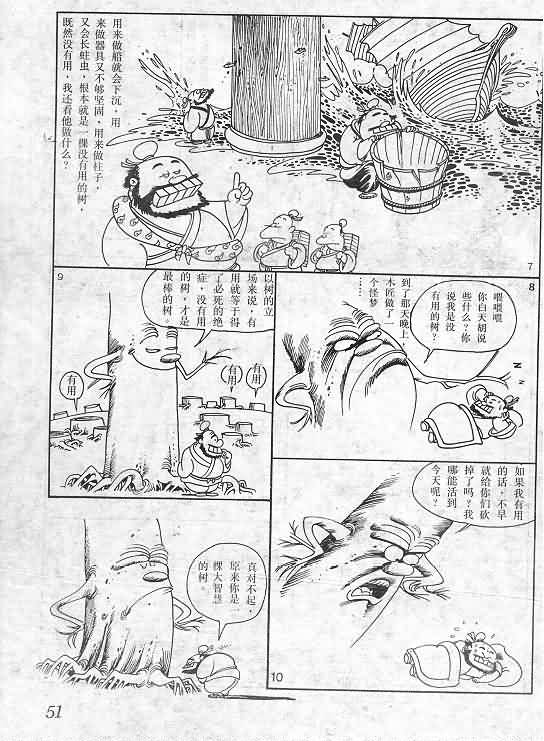 用来做船就会下沉，用
来做器具又不够坚固，用来做柱子，
又会长蛀虫，根本就是一棵没有用的树，
既然没有用，我还看他做什么？
7
8
喂喂喂
你白天胡说
些什么？你
说我是没
有用的树？
到了那天晚上
木匠做了
个怪梦
……
Z
N
N
如果我有用
的话，不早
就给你们砍
掉了吗？我
哪能活到
今天呢？
9
以树的立
场来说，有
用就等于得
了必死的绝
症，没有用
的树，才是
最棒的树
有用
有用
有用
10
真对不起，
原来你是一
棵大智慧
的树。
51